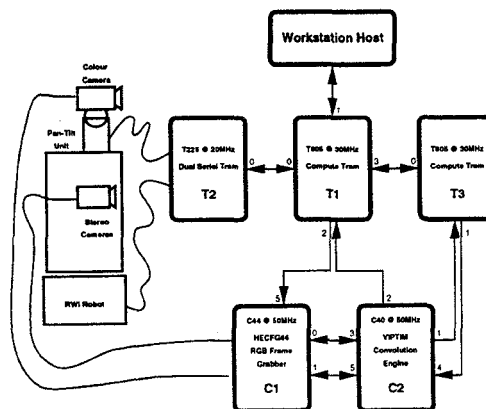 Workstation Host
Colour
Camera
Pan-Tilt
Unit
Stereo
Cameras
RWI Robot
T225 @ 20MHz
Dual Serial Tram
T2
0
0
7
T805 @ 30MHz
Compute Tram
T1
3
0
T805 @ 30MHz
Compute Tram
T3
2
1
5
2
C44 @ 50MHz
HECFG44
RGB Frame
Grabber
C1
0
3
1
5
C40 @ 50MHz
VIPTIM
Convolution
Engine
C2
1
4